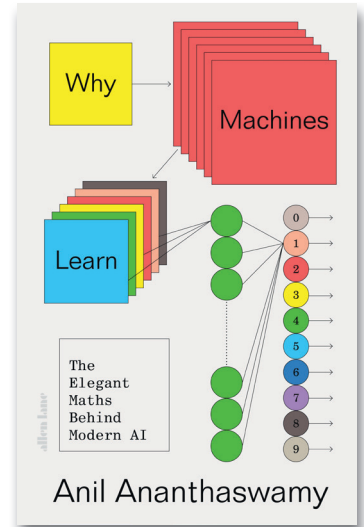 Why
Machines
Learn
0
1
2
3
4
5
6
7
8
9
The
Elegant
Maths
Behind
Modern AI
allen lane
Anil Ananthaswamy